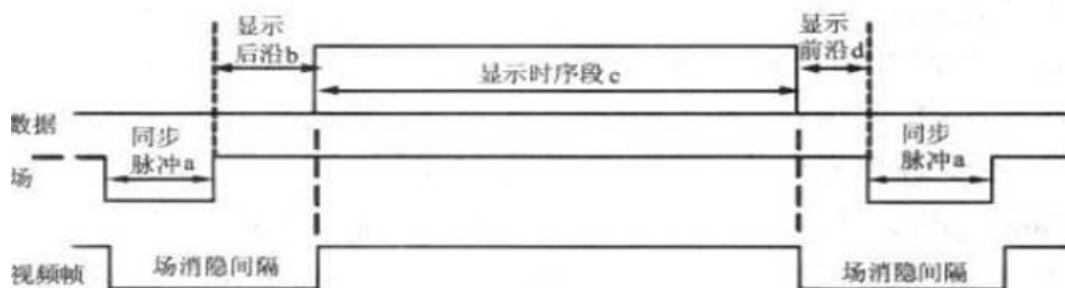 显示
后沿b
显示
前沿d
显示时序段c
数据
同步
脉冲a
同步
脉冲a
场
场消隐间隔
场消隐间隔
视频帧